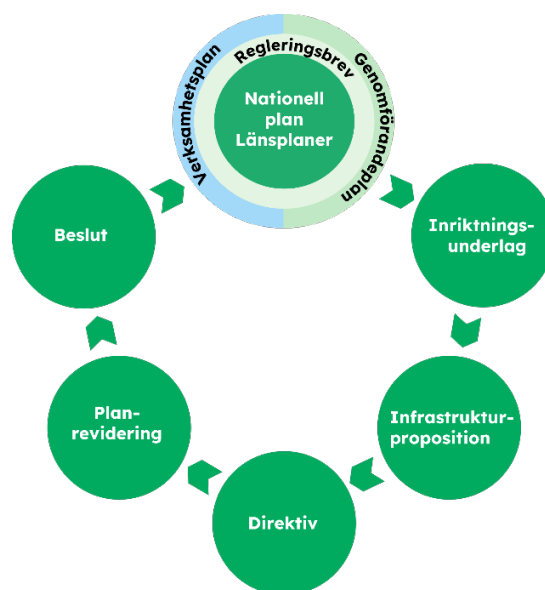 Verksamhetsplan
Regleringsbrev
Genomförandeplan
Nationell
plan
Länsplaner
Inriktnings-
underlag
Infrastruktur-
proposition
Direktiv
Plan-
revidering
Beslut